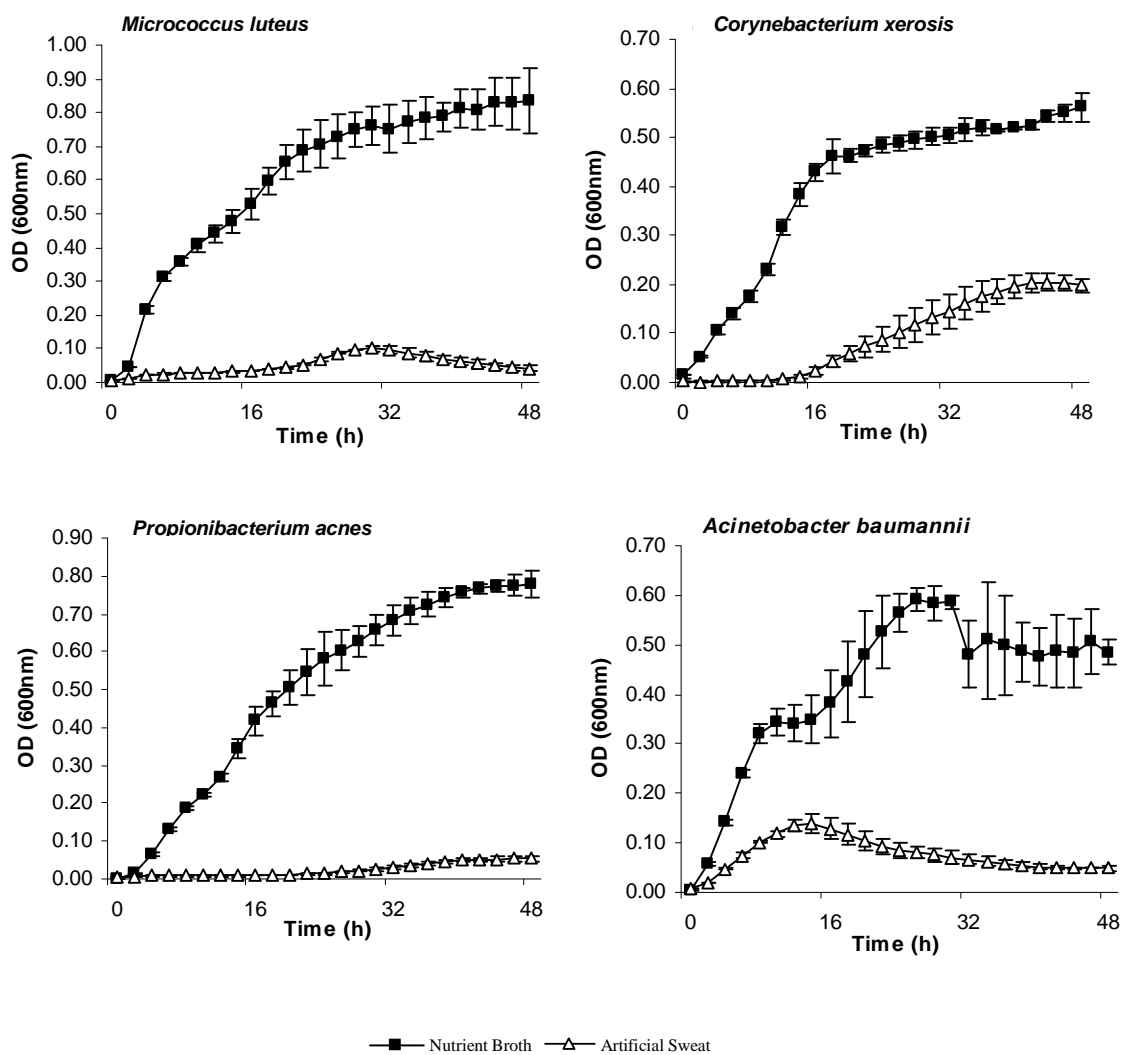 Micrococcus luteus
1.00
0.90
0.80
0.70
0.60
0.50
0.40
0.30
0.20
0.10
0.00
OD (600nm)
0 16 32 48
Time (h)
Corynebacterium xerosis
0.70
0.60
0.50
0.40
0.30
0.20
0.10
0.00
OD (600nm)
0 16 32 48
Time (h)
Propionibacterium acnes
0.90
0.80
0.70
0.60
0.50
0.40
0.30
0.20
0.10
0.00
OD (600nm)
0 16 32 48
Time (h)
Acinetobacter baumannii
0.70
0.60
0.50
0.40
0.30
0.20
0.10
0.00
OD (600nm)
0 16 32 48
Time (h)
Nutrient Broth Artificial Sweat